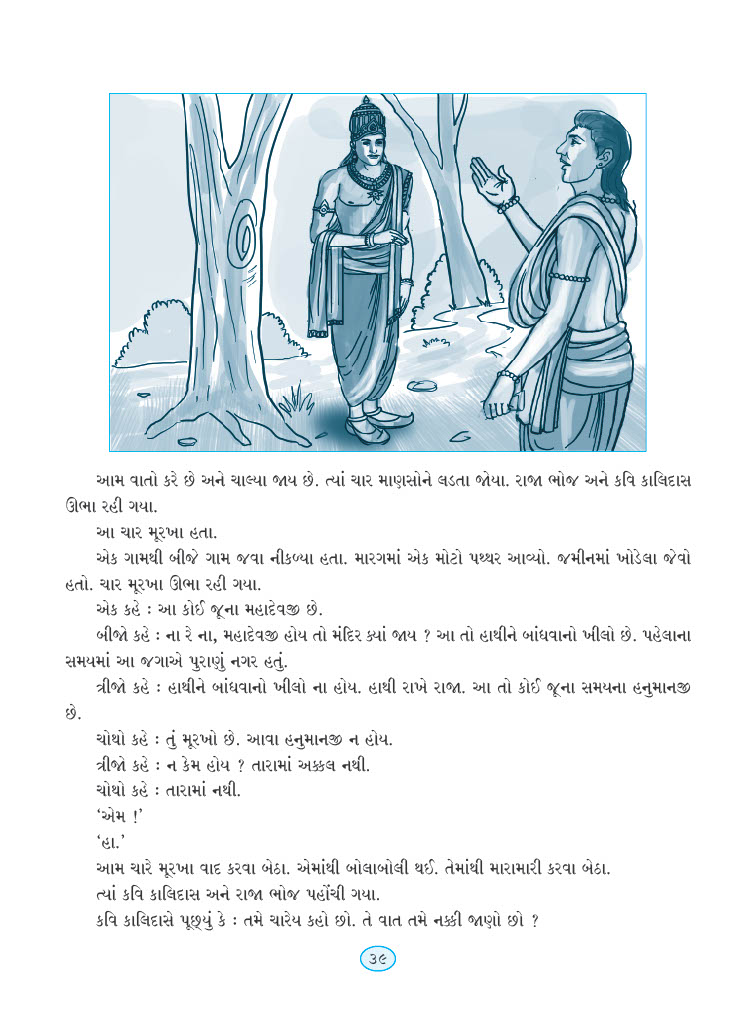 આમ વાતો કરે છે અને ચાલ્યા જાય છે. ત્યાં ચાર માણસોને લડતા જોયા. રાજા ભોજ અને કવિ કાલિદાસ
ઊભા રહી ગયા.
આ ચાર મૂરખા હતા.
એક ગામથી બીજે ગામ જવા નીકળ્યા હતા. મારગમાં એક મોટો પથ્થર આવ્યો. જમીનમાં ખોડેલા જેવો
હતો. ચાર મૂરખા ઊભા રહી ગયા.
એક કહે : આ કોઈ જૂના મહાદેવજી છે.
બીજો કહે : ના રે ના, મહાદેવજી હોય તો મંદિર ક્યાં જાય ? આ તો હાથીને બાંધવાનો ખીલો છે. પહેલાના
સમયમાં આ જગાએ પુરાણું નગર હતું.
ત્રીજો કહે : હાથીને બાંધવાનો ખીલો ના હોય. હાથી રાખે રાજા. આ તો કોઈ જૂના સમયના હનુમાનજી
છે.
ચોથો કહે : તું મૂરખો છે. આવા હનુમાનજી ન હોય.
ત્રીજો કહે : ન કેમ હોય ? તારામાં અક્કલ નથી.
ચોથો કહે : તારામાં નથી.
‘એમ !’
‘હા.’
આમ ચારે મૂરખા વાદ કરવા બેઠા. એમાંથી બોલાબોલી થઈ. તેમાંથી મારામારી કરવા બેઠા.
ત્યાં કવિ કાલિદાસ અને રાજા ભોજ પહોંચી ગયા.
કવિ કાલિદાસે પૂછ્યું કે : તમે ચારેય કહો છો. તે વાત તમે નક્કી જાણો છો ?
૩૯